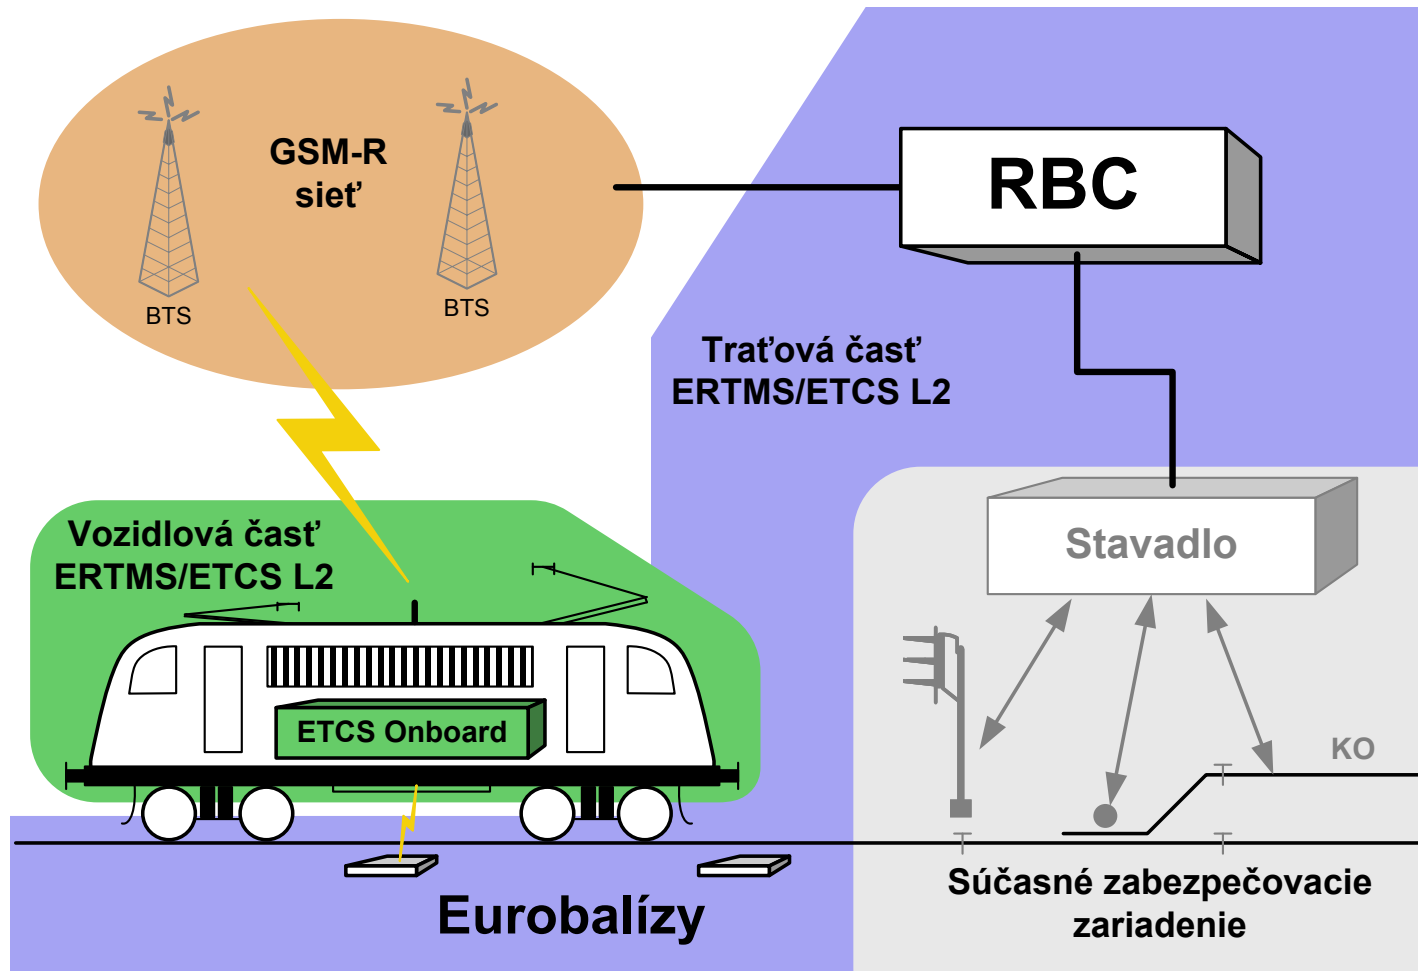 GSM-R
sieť
BTS
BTS
RBC
Traťová časť
ERTMS/ETCS L2
Vozidlová časť
ERTMS/ETCS L2
Stavadlo
ETCS Onboard
KO
Eurobalízy
Súčasné zabezpečovacie
zariadenie